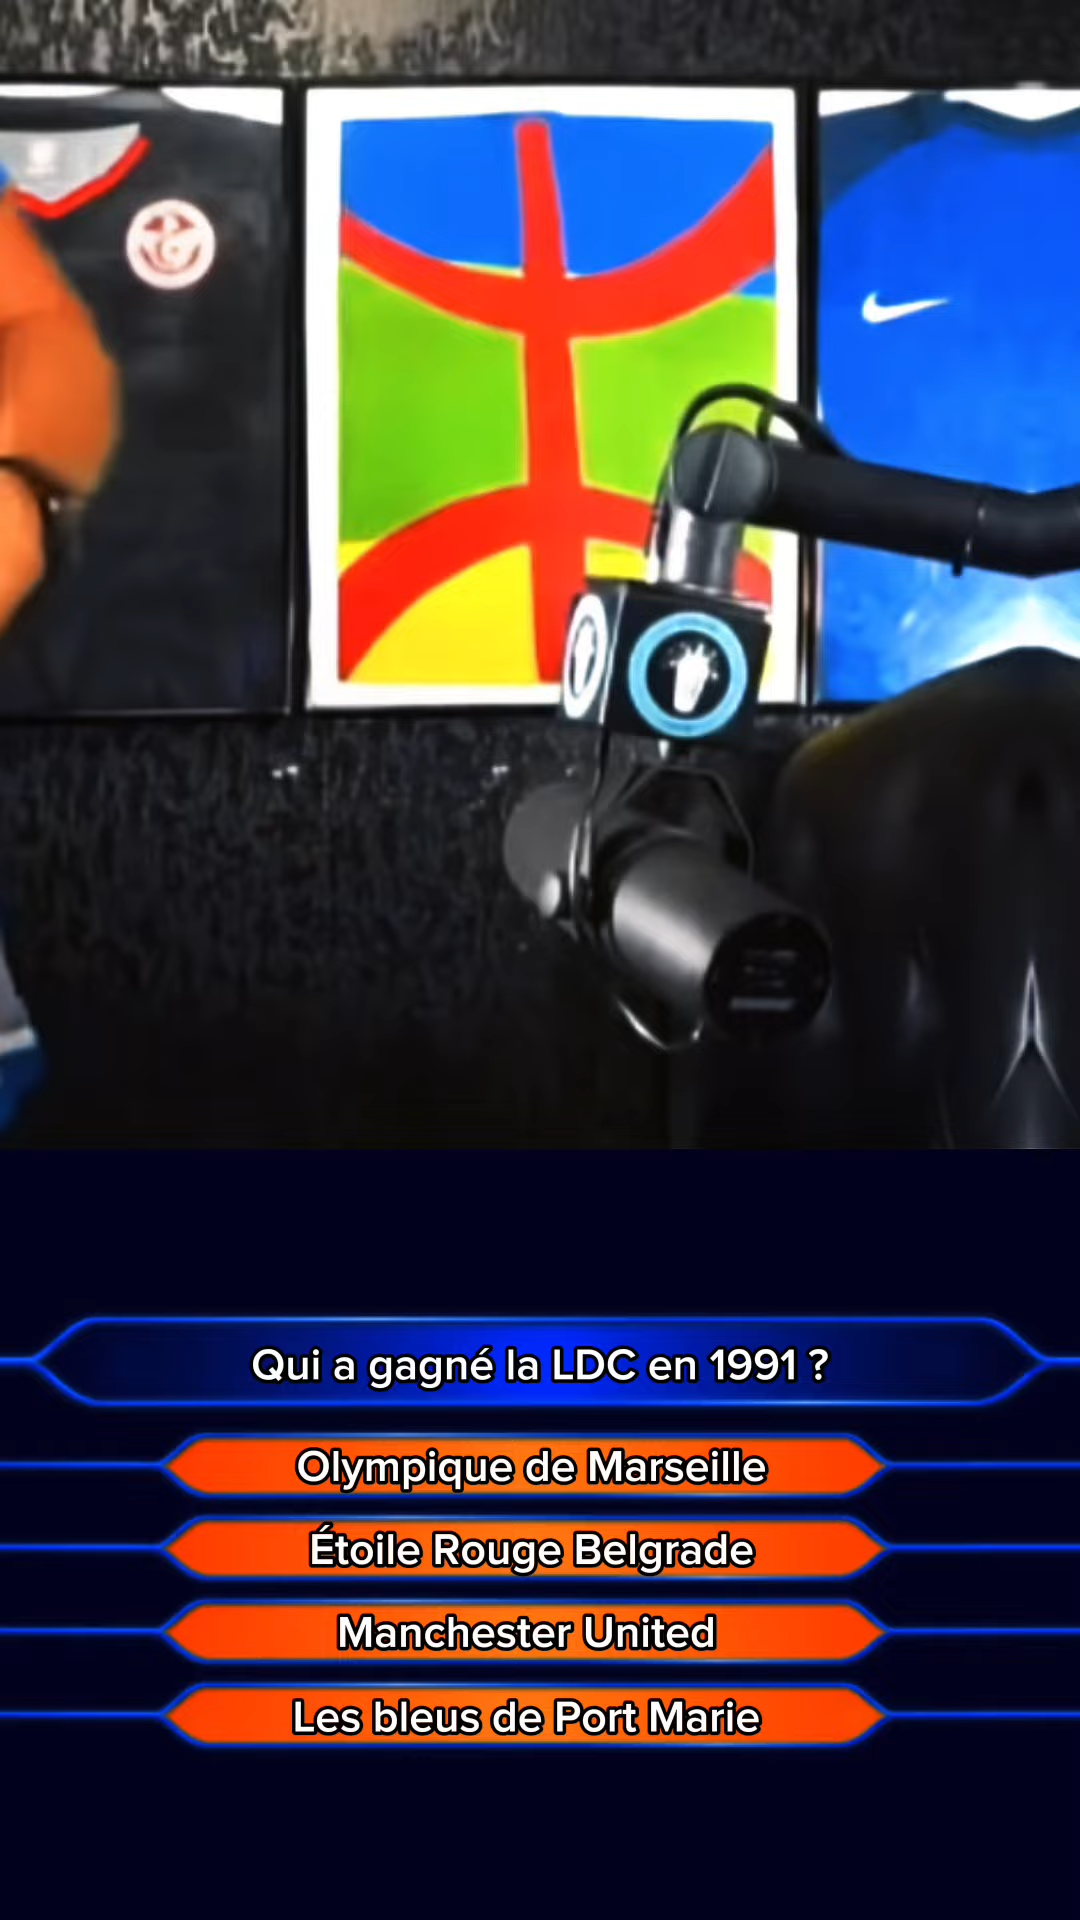 Qui a gagné la LDC en 1991 ?
Olympique de Marseille
Étoile Rouge Belgrade
Manchester United
Les bleus de Port Marie